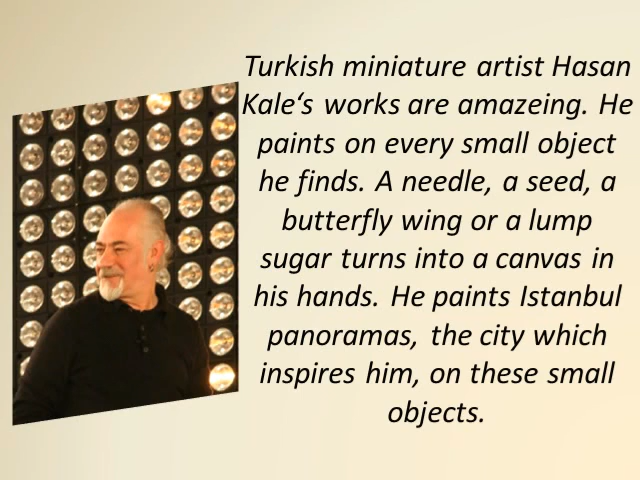 Turkish miniature artist Hasan
Kale‘s works are amazeing. He
paints on every small object
he finds. A needle, a seed, a
butterfly wing or a lump
sugar turns into a canvas in
his hands. He paints Istanbul
panoramas, the city which
inspires him, on these small
objects.